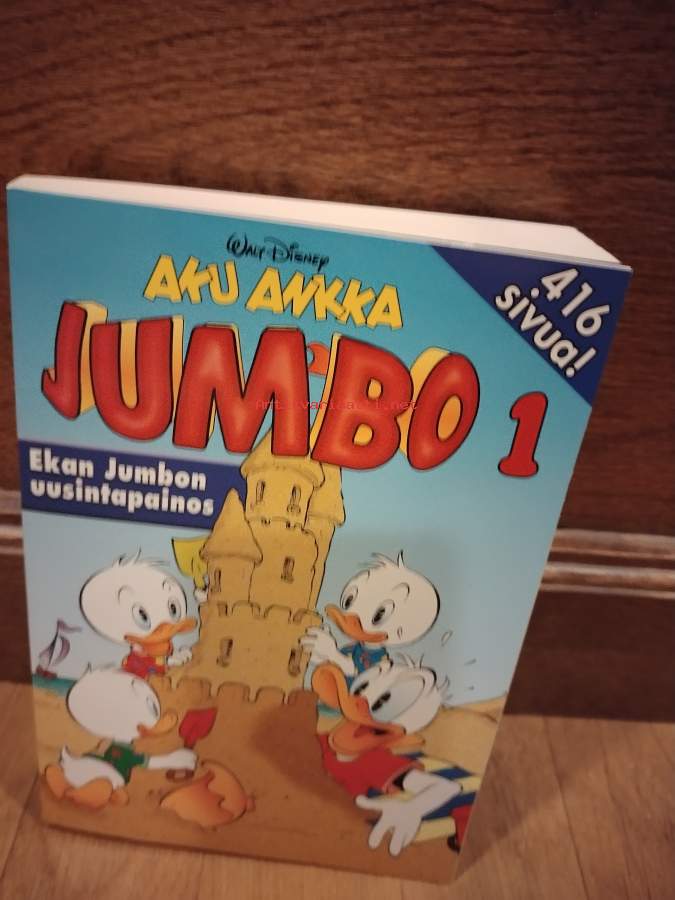 Walt Disney
AKU ANKKA
JUMBO 1
416
sivua!
Ekan Jumbon
uusintapainos